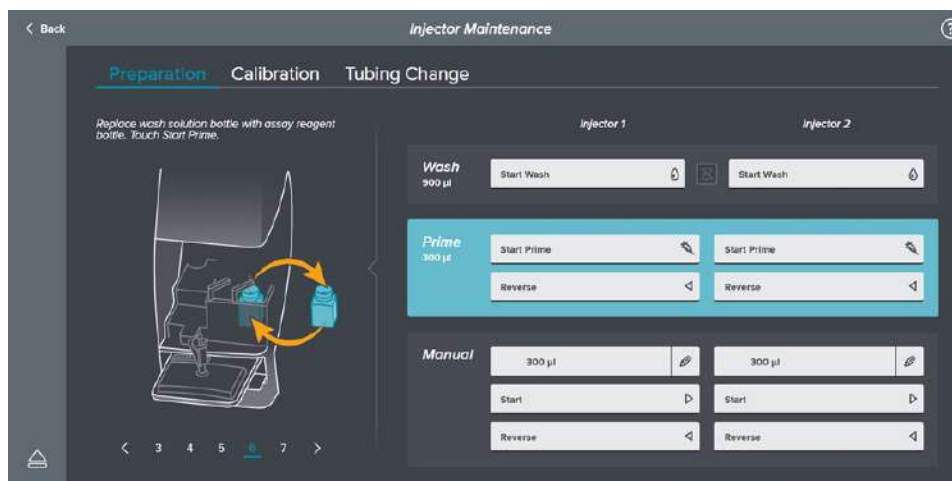 Back
Injector Maintenance
?
Preparation Calibration Tubing Change
Replace wash solution bottle with assay reagent
bottle. Touch Start Prime.
Injector 1 Injector 2
Wash
900 µl
Start Wash Start Wash
Prime
300 µl
Start Prime Start Prime
Reverse Reverse
Manual
300 µl 300 µl
Start Start
Reverse Reverse
< 3 4 5 6 7 >